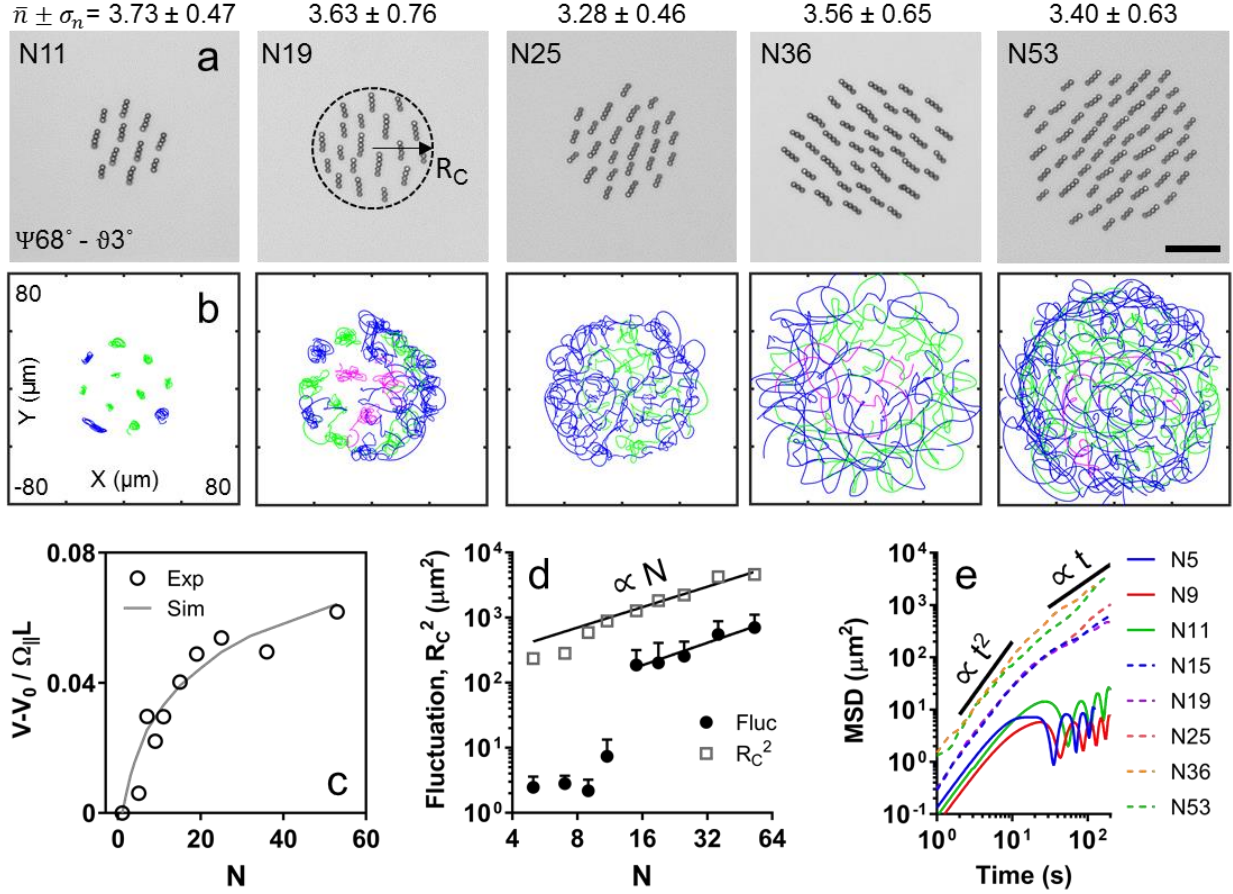 n̄ ± σₙ = 3.73 ± 0.47
3.63 ± 0.76
3.28 ± 0.46
3.56 ± 0.65
3.40 ± 0.63
N11
a
N19
N25
N36
N53
R_C
Ψ68° - ϑ3°
80
b
Y (μm)
-80
X (μm)
80
0.08
0.04
0
V-V₀ / Ω∥L
Exp
Sim
c
0
20
40
60
N
Fluctuation, R_C² (μm²)
10⁴
10³
10²
10¹
10⁰
d
∝ N
Fluc
R_C²
4
8
16
32
64
N
MSD (μm²)
10⁴
10³
10²
10¹
10⁰
10⁻¹
e
∝ t
∝ t²
10⁰
10¹
10²
Time (s)
N5
N9
N11
N15
N19
N25
N36
N53